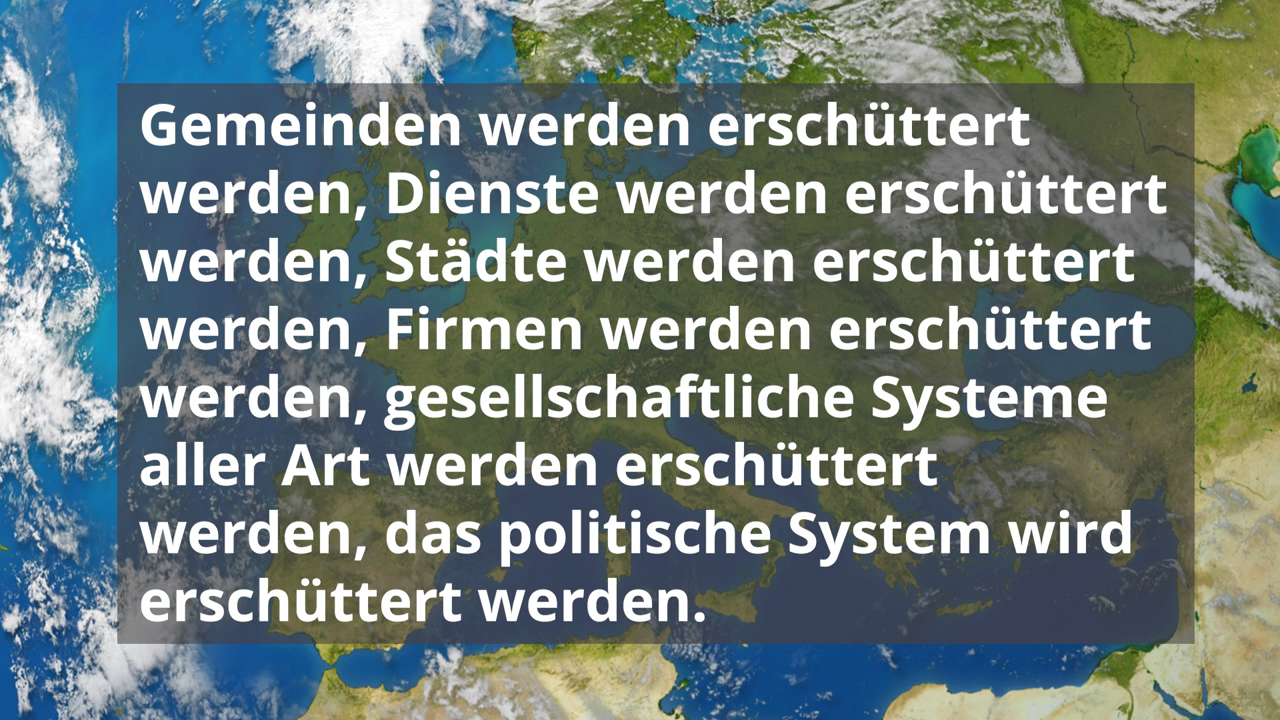 Gemeinden werden erschüttert
werden, Dienste werden erschüttert
werden, Städte werden erschüttert
werden, Firmen werden erschüttert
werden, gesellschaftliche Systeme
aller Art werden erschüttert
werden, das politische System wird
erschüttert werden.